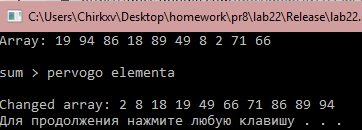 C:\Users\Chirkxv\Desktop\homework\pr8\lab22\Release\lab22.
Array: 19 94 86 18 89 49 8 2 71 66
sum > pervogo elementa
Changed array: 2 8 18 19 49 66 71 86 89 94
Для продолжения нажмите любую клавишу . . .